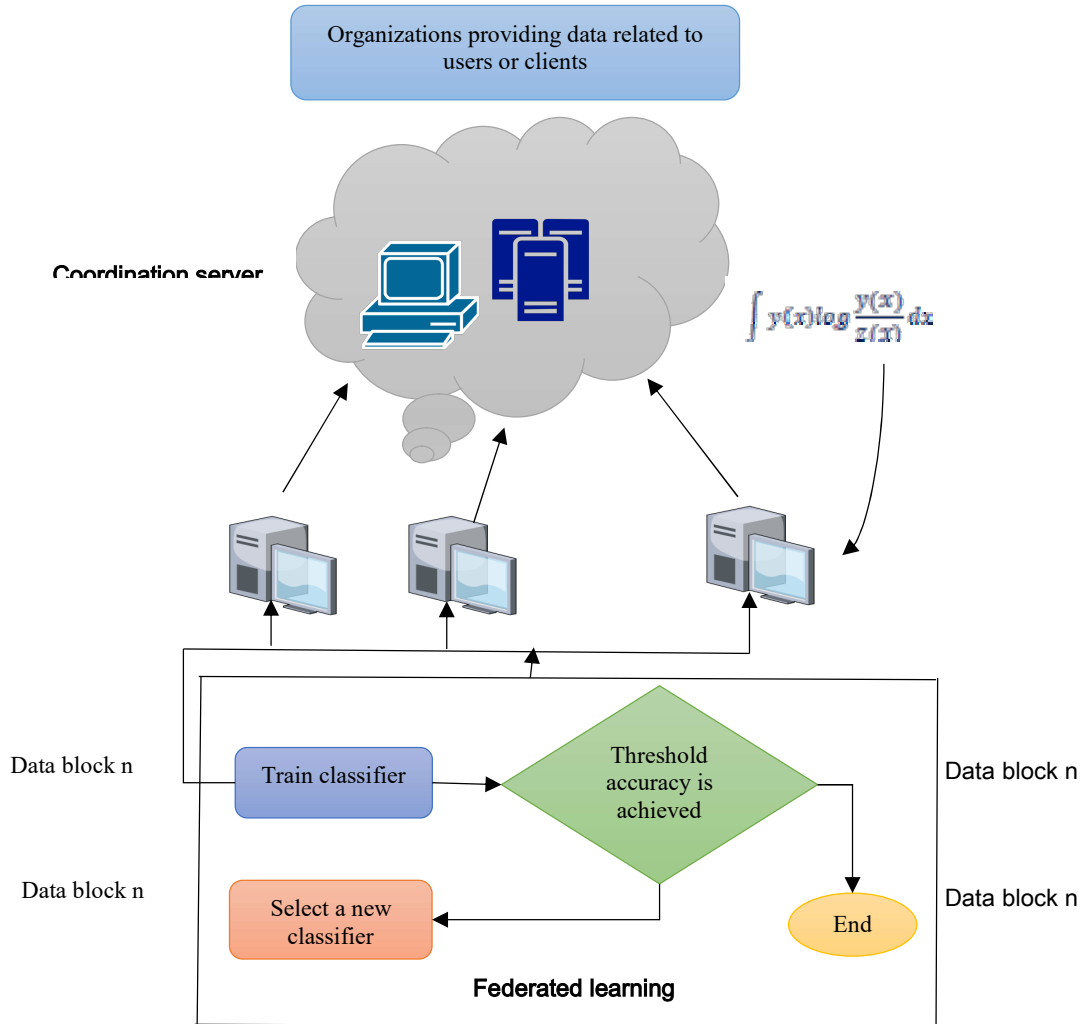 Organizations providing data related to
users or clients
Coordination server
∫ y(x)log y(x)/z(x) dx
Data block n
Train classifier
Threshold
accuracy is
achieved
Data block n
Data block n
Select a new
classifier
End
Data block n
Federated learning